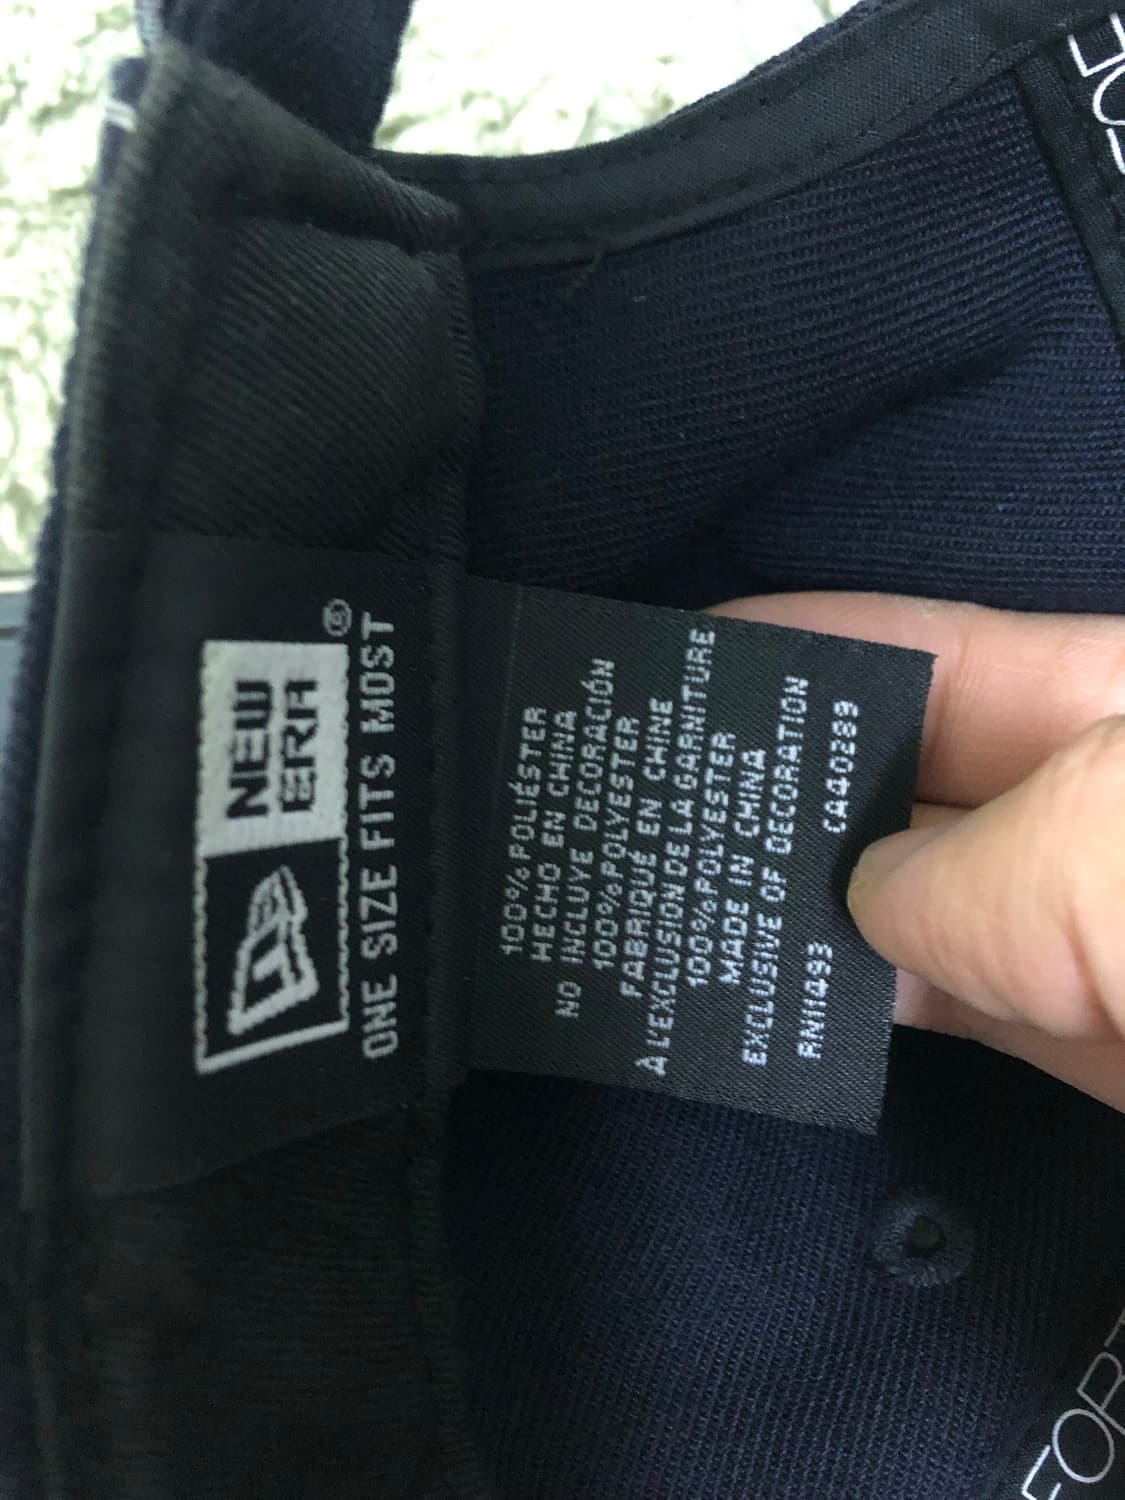 NEW
ERA
®
ONE SIZE FITS MOST
100% POLIÉSTER
HECHO EN CHINA
NO INCLUYE DECORACIÓN
100% POLYESTER
FABRIQUÉ EN CHINE
À L'EXCLUSION DE LA GARNITURE
100% POLYESTER
MADE IN CHINA
EXCLUSIVE OF DECORATION
RN11493 CA40289